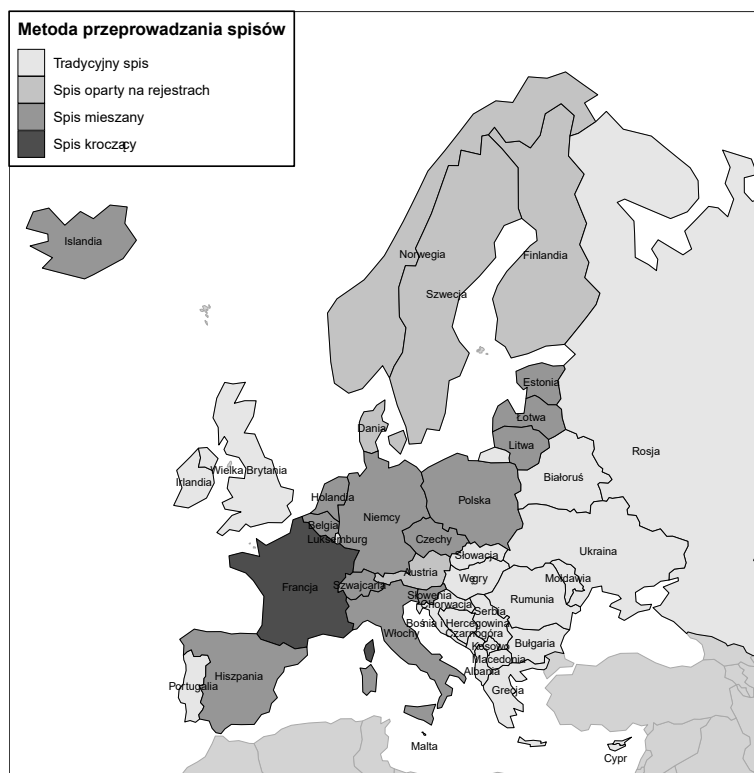 Metoda przeprowadzania spisów
Tradycyjny spis
Spis oparty na rejestrach
Spis mieszany
Spis kroczący
Islandia
Norwegia
Finlandia
Szwecja
Estonia
Łotwa
Dania
Litwa
Rosja
Wielka Brytania
Irlandia
Białoruś
Holandia
Polska
Niemcy
Belgia
Luksemburg
Czechy
Ukraina
Słowacja
Austria
Węgry
Mołdawia
Francja
Szwajcaria
Słowenia
Rumunia
Chorwacja
Serbia
Bośnia i Hercegowina
Włochy
Czarnogóra
Bułgaria
Kosowo
Macedonia
Hiszpania
Albania
Portugalia
Grecja
Malta
Cypr